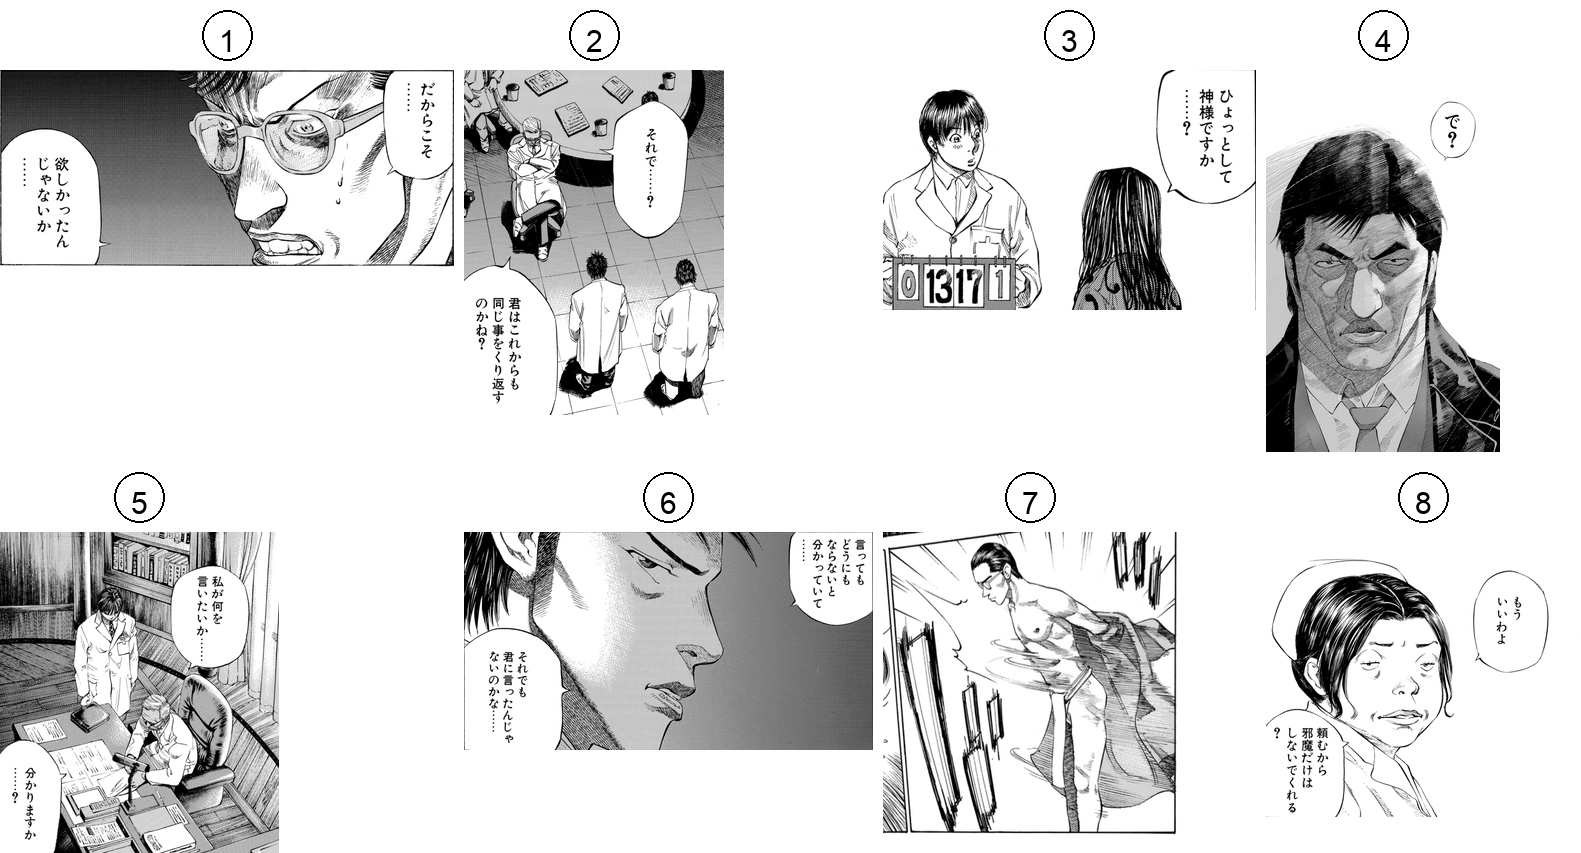 1
だからこそ
……
欲しかったん
じゃないか
……
2
それで……?
君はこれからも
同じ事をくり返す
のかね?
3
ひょっとして
神様ですか
……?
0 13 17 1
4
で?
5
私が何を
言いたいか……
分かりますか
……?
6
言っても
どうにも
ならないと
分かっていて
……
それでも
君に言ったんじゃ
ないのかな……
7
8
もう
いいわよ
頼むから
邪魔だけは
しないでくれる
?